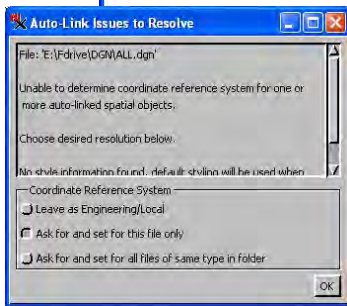 Auto-Link Issues to Resolve
File: 'E:\Fdrive\DGN\ALL.dgn'
Unable to determine coordinate reference system for one or
more auto-linked spatial objects.
Choose desired resolution below.
No style information found, default styling will be used when
Coordinate Reference System
Leave as Engineering/Local
Ask for and set for this file only
Ask for and set for all files of same type in folder
OK